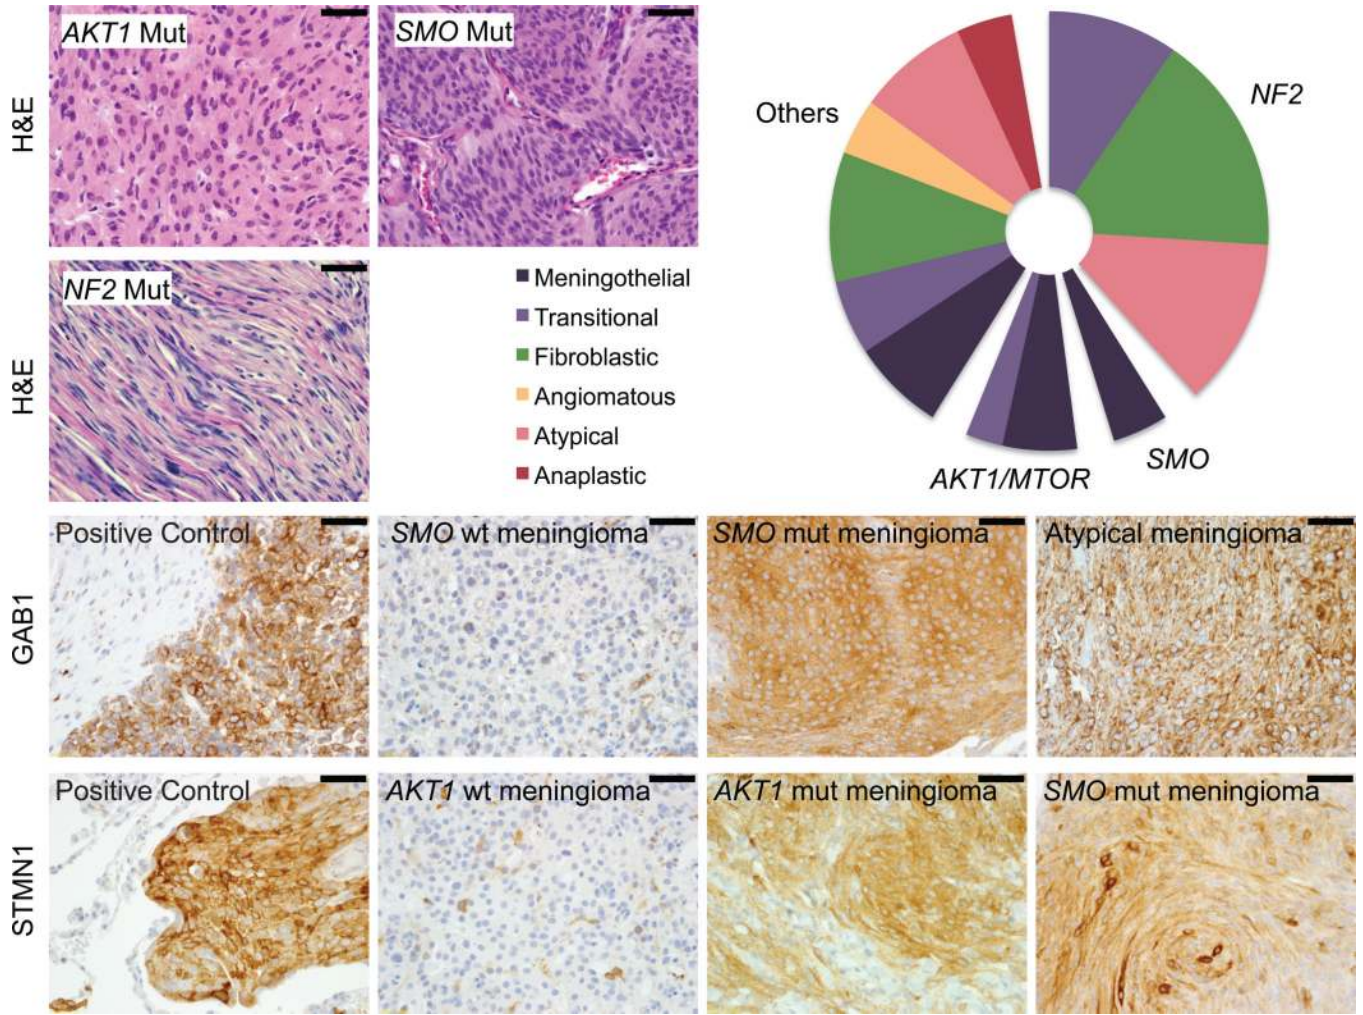 AKT1 Mut
SMO Mut
H&E
Others
NF2
NF2 Mut
H&E
Meningothelial
Transitional
Fibroblastic
Angiomatous
Atypical
Anaplastic
AKT1/MTOR
SMO
GAB1
Positive Control
SMO wt meningioma
SMO mut meningioma
Atypical meningioma
STMN1
Positive Control
AKT1 wt meningioma
AKT1 mut meningioma
SMO mut meningioma